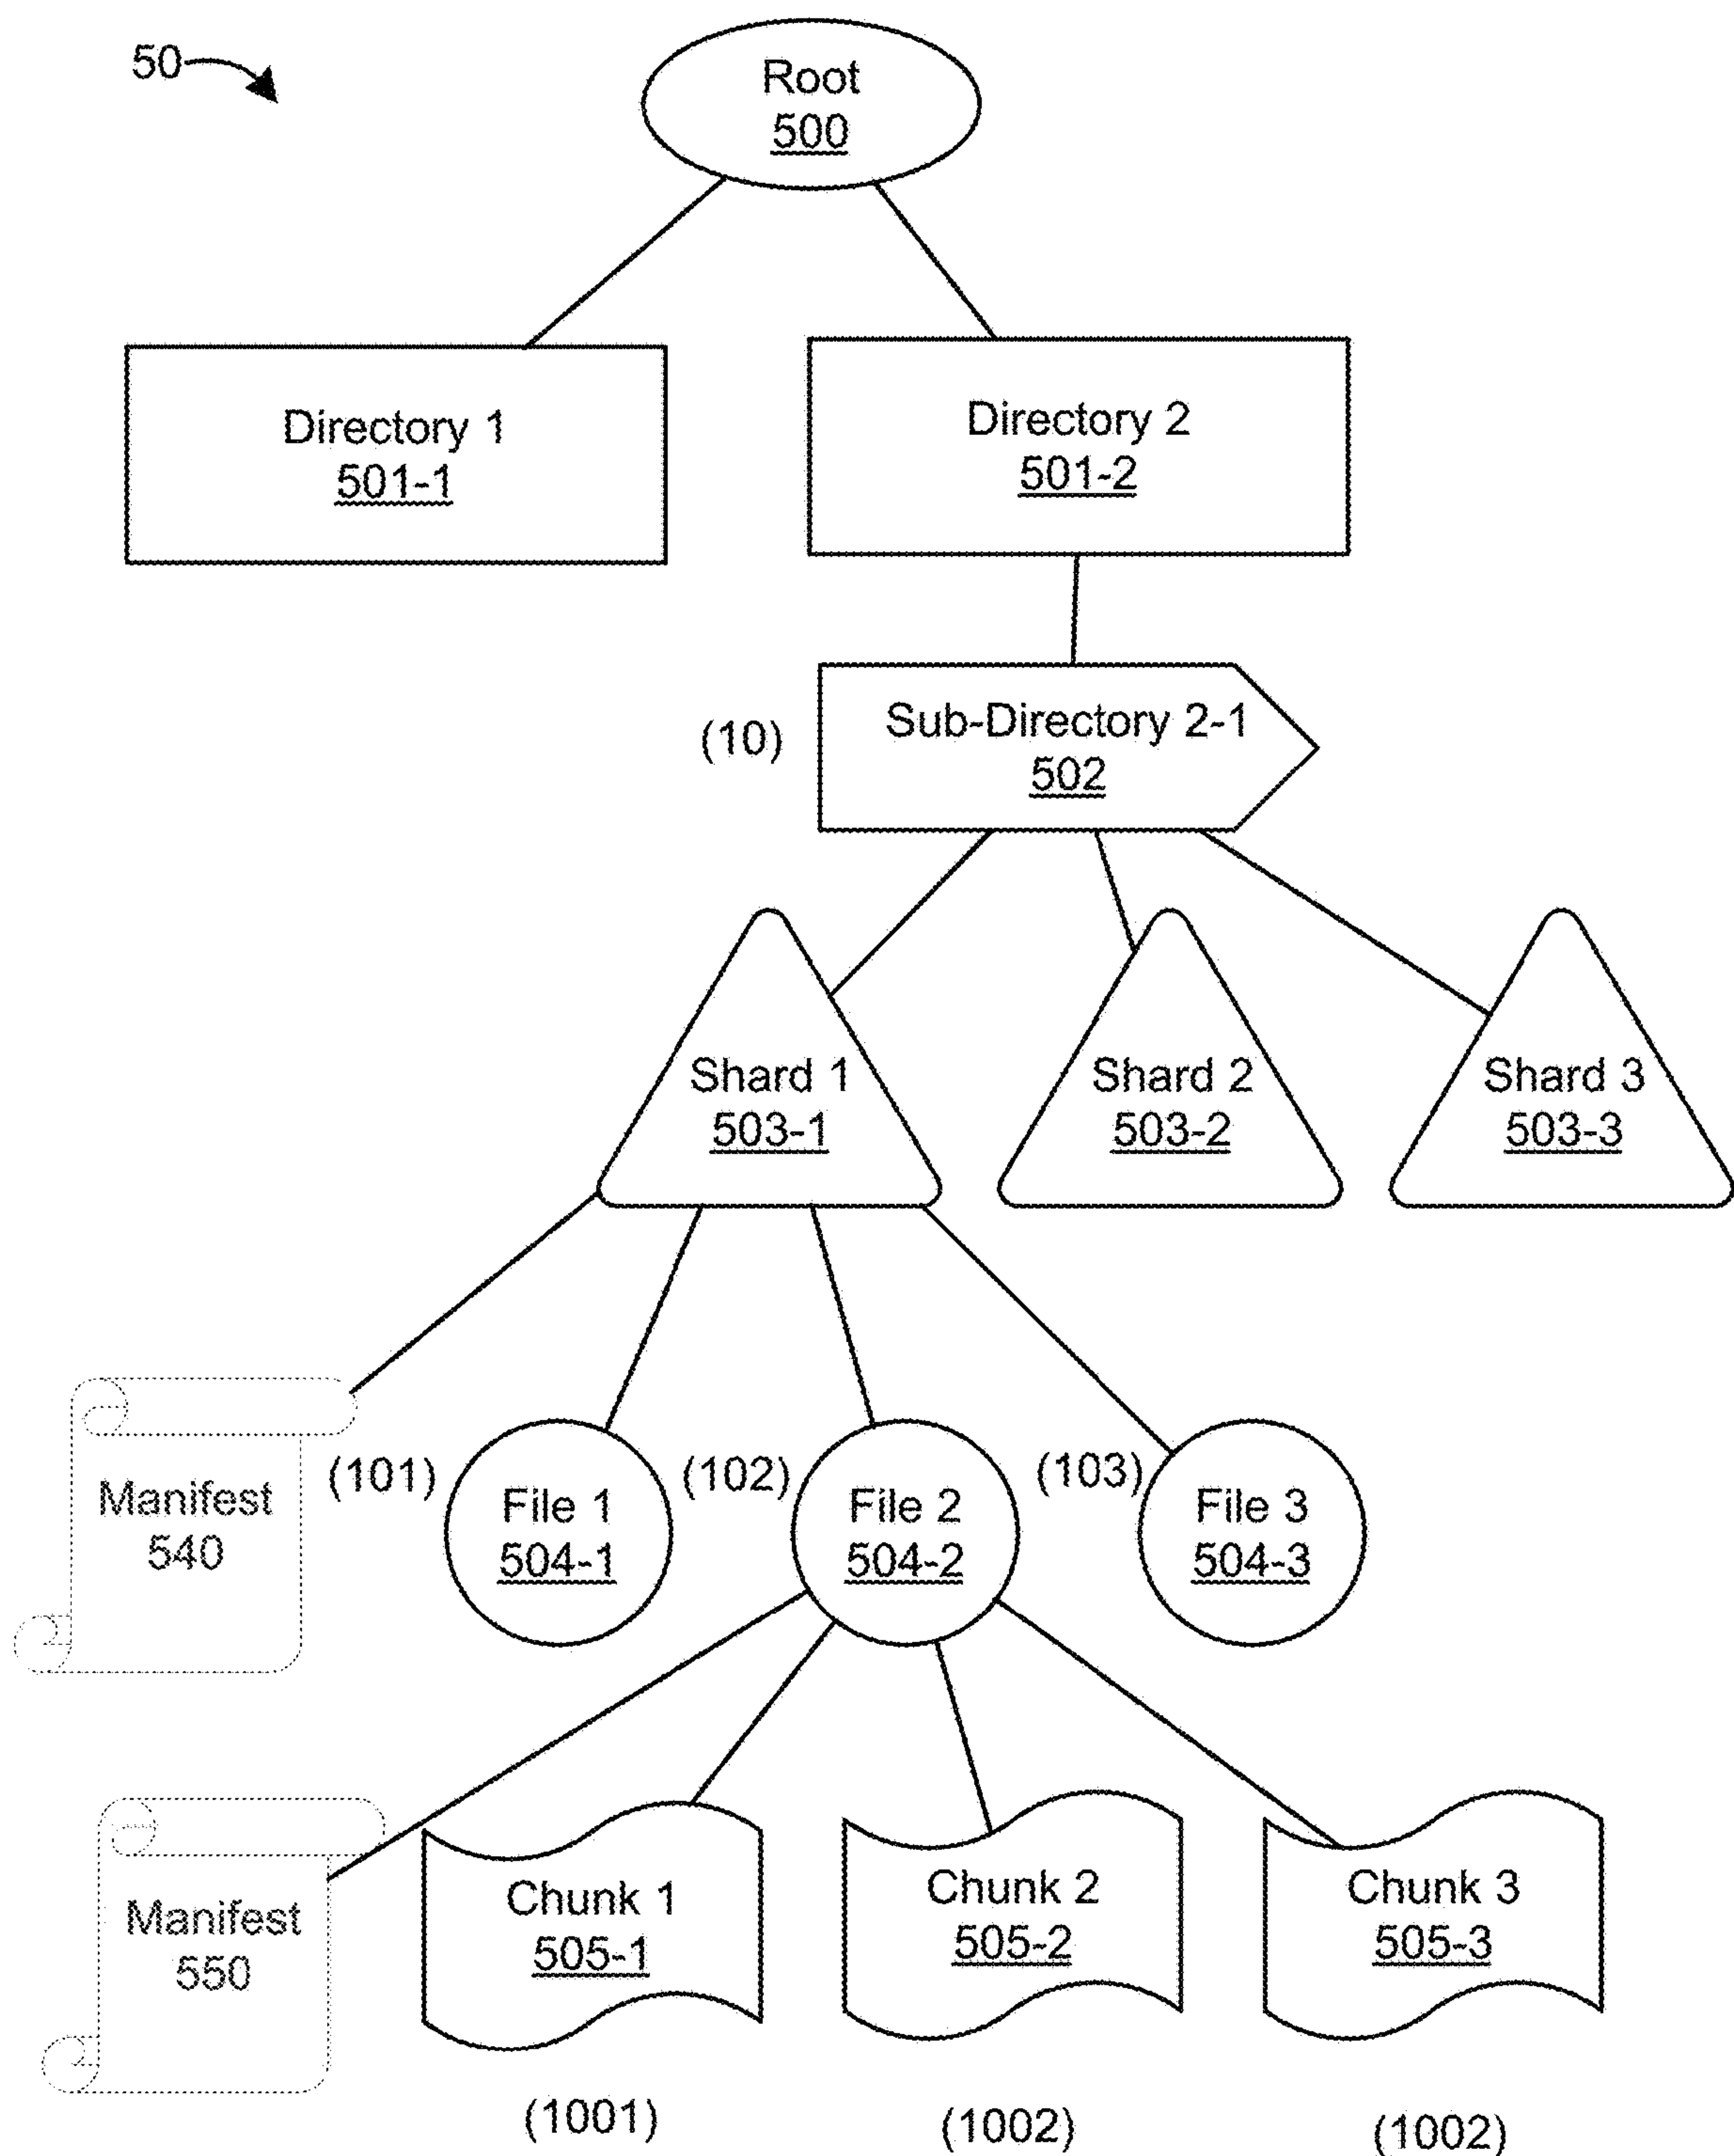 50
Root
500
Directory 1
501-1
Directory 2
501-2
(10)
Sub-Directory 2-1
502
Shard 1
503-1
Shard 2
503-2
Shard 3
503-3
Manifest
540
(101)
File 1
504-1
(102)
File 2
504-2
(103)
File 3
504-3
Manifest
550
Chunk 1
505-1
Chunk 2
505-2
Chunk 3
505-3
(1001)
(1002)
(1002)